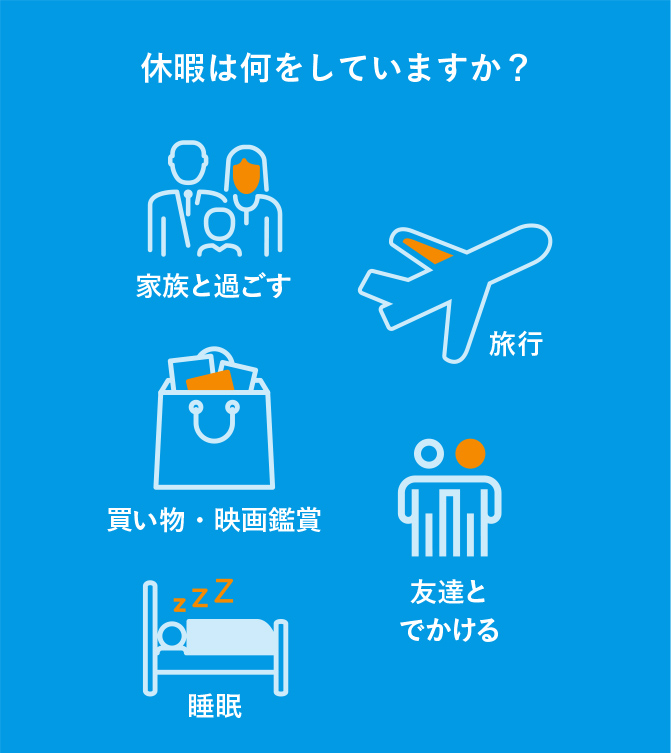 休暇は何をしていますか？
家族と過ごす
旅行
買い物・映画鑑賞
友達と
でかける
z z Z
睡眠